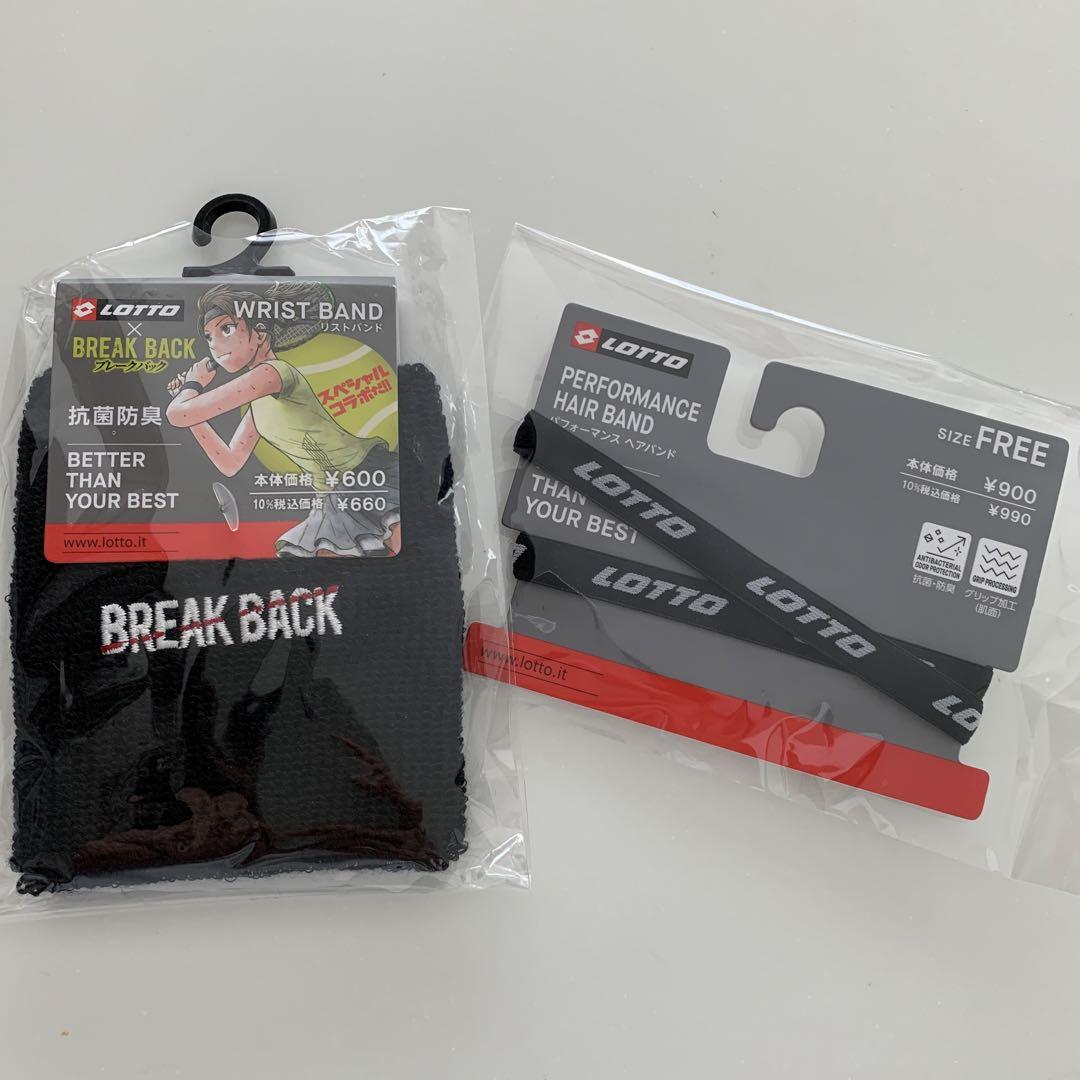 LOTTO
×
BREAK BACK
ブレークバック
WRIST BAND
リストバンド
スペシャル
コラボだ!!
抗菌防臭
BETTER
THAN
YOUR BEST
本体価格 ¥600
10%税込価格 ¥660
www.lotto.it
BREAK BACK
LOTTO
PERFORMANCE
HAIR BAND
パフォーマンス ヘアバンド
SIZE FREE
本体価格 ¥900
10%税込価格 ¥990
ANTIBACTERIAL
ODOR PROTECTION
抗菌・防臭
GRIP PROCESSING
グリップ加工
(肌面)
THAN
YOUR BEST
LOTTO
LOTTO
LOTTO
LO
www.lotto.it